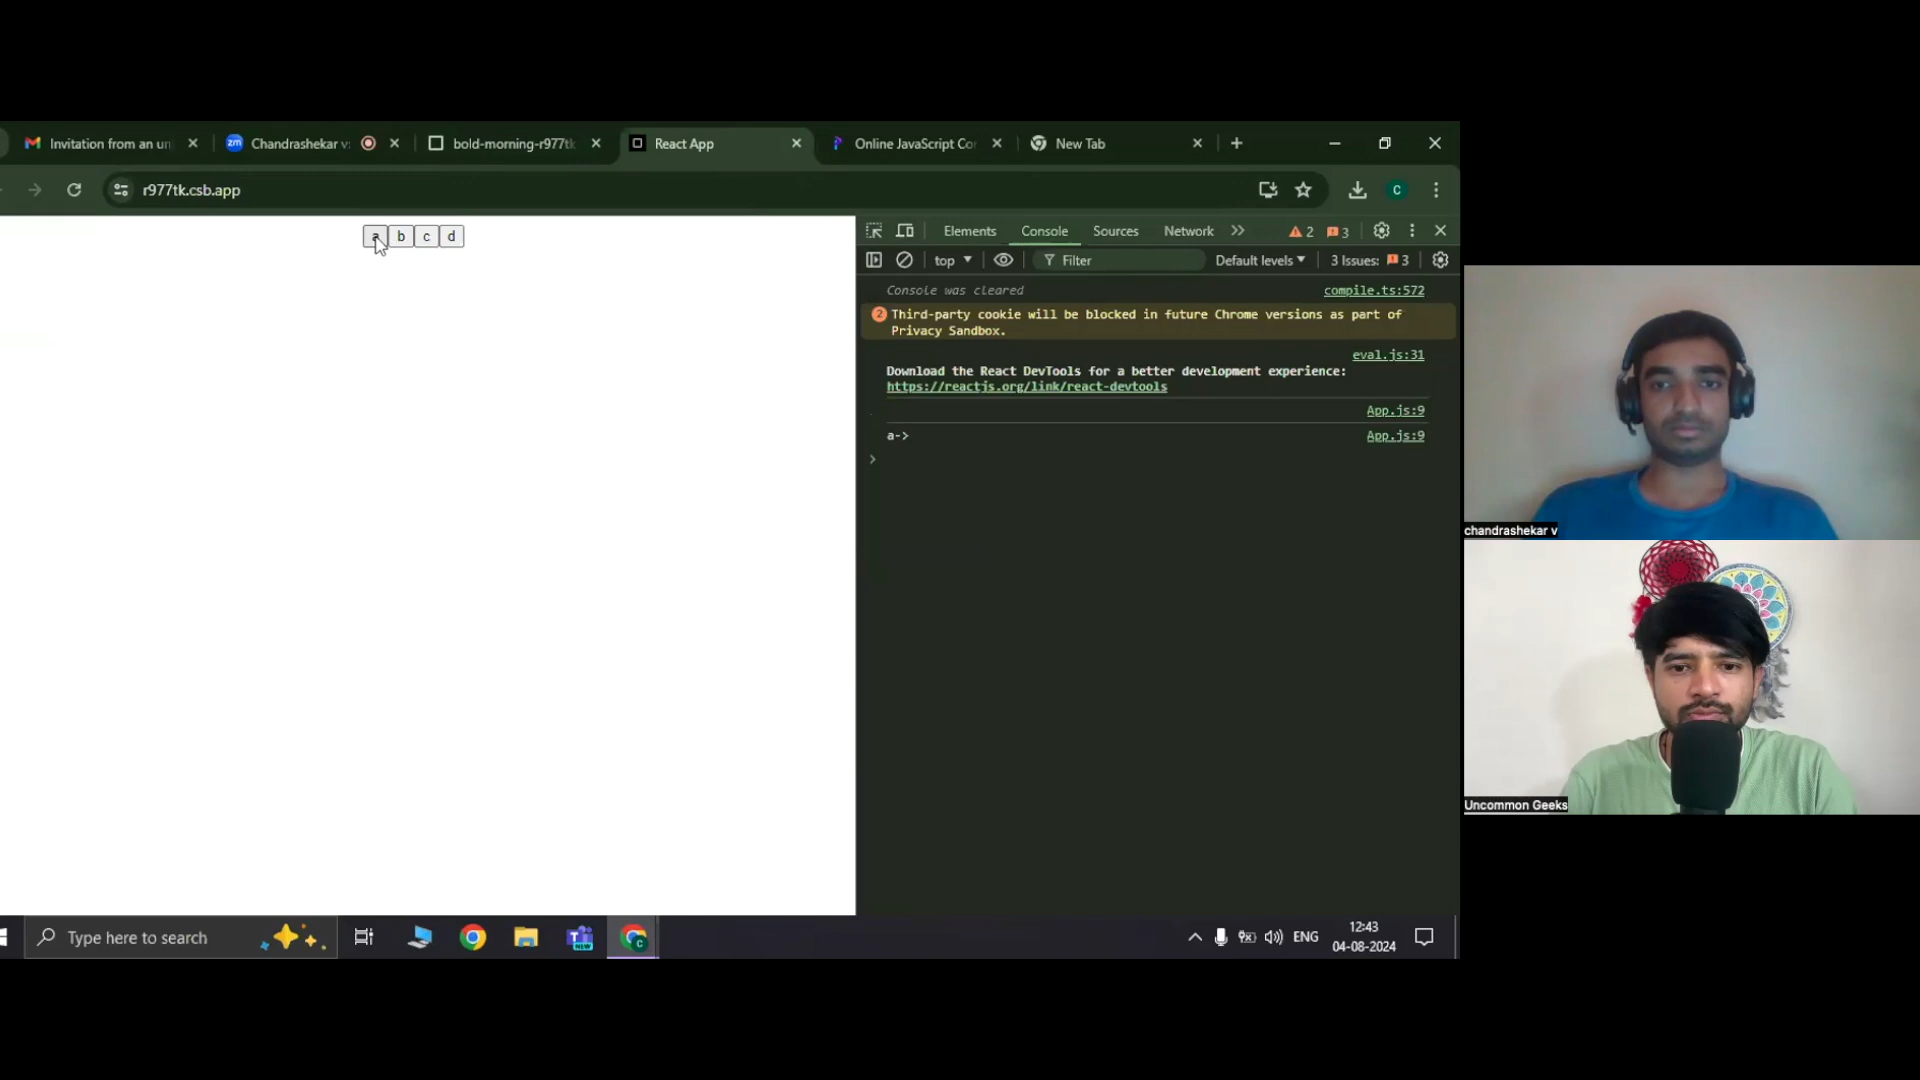 Invitation from an un
Chandrashekar v
bold-morning-r977tk
React App
Online JavaScript Co
New Tab
r977tk.csb.app
a b c d
Elements Console Sources Network 2 3
top Filter Default levels 3 Issues: 3
Console was cleared compile.ts:572
2 Third-party cookie will be blocked in future Chrome versions as part of
Privacy Sandbox.
eval.js:31
Download the React DevTools for a better development experience:
https://reactjs.org/link/react-devtools
App.js:9
a-> App.js:9
chandrashekar v
Uncommon Geeks
Type here to search
ENG
12:43
04-08-2024